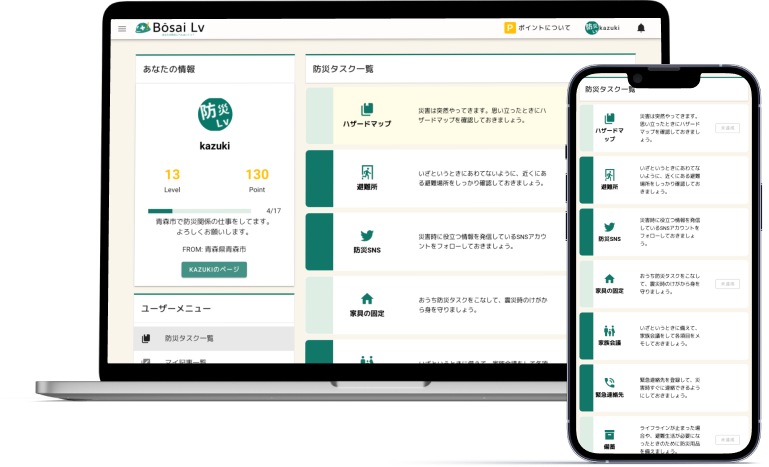 Bōsai Lv
P ポイントについて
防災
kazuki
あなたの情報
防災
Lv
kazuki
13
130
Level
Point
4/17
青森市で防災関係の仕事をしてます。
よろしくお願いします。
FROM: 青森県青森市
KAZUKIのページ
ユーザーメニュー
防災タスク一覧
マイ記事一覧
防災タスク一覧
ハザードマップ
災害は突然やってきます。思い立ったときにハ
ザードマップを確認しておきましょう。
避難所
いざというときにあわてないように、近くにあ
る避難場所をしっかり確認しておきましょう。
防災SNS
災害時に役立つ情報を発信しているSNSアカウ
ントをフォローしておきましょう。
家具の固定
おうち防災タスクをこなして、震災時のけがか
ら身を守りましょう。
いざというときに備えて、家族会議をして各項
防災タスク一覧
ハザードマ
ップ
災害は突然やってきます。
思い立ったときにハザード
マップを確認しておきまし
ょう。
未達成
避難所
いざというときにあわてな
いように、近くにある避難
場所をしっかり確認してお
きましょう。
防災SNS
災害時に役立つ情報を発信
しているSNSアカウントを
フォローしておきましょ
う。
家具の固定
おうち防災タスクをこなし
て、震災時のけがから身を
守りましょう。
未達成
家族会議
いざというときに備えて、
家族会議をして各項目をメ
モしておきましょう。
緊急連絡先
緊急連絡先を登録して、災
害時すぐに連絡できるよう
にしておきましょう。
備蓄
ライフラインが止まった場
合や、避難生活が必要にな
ったときのために防災用品
を備えましょう。
未達成